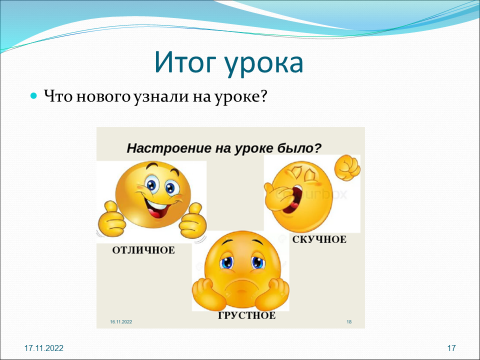 Итог урока
Что нового узнали на уроке?
Настроение на уроке было?
ОТЛИЧНОЕ
СКУЧНОЕ
ГРУСТНОЕ
16.11.2022
17.11.2022
17